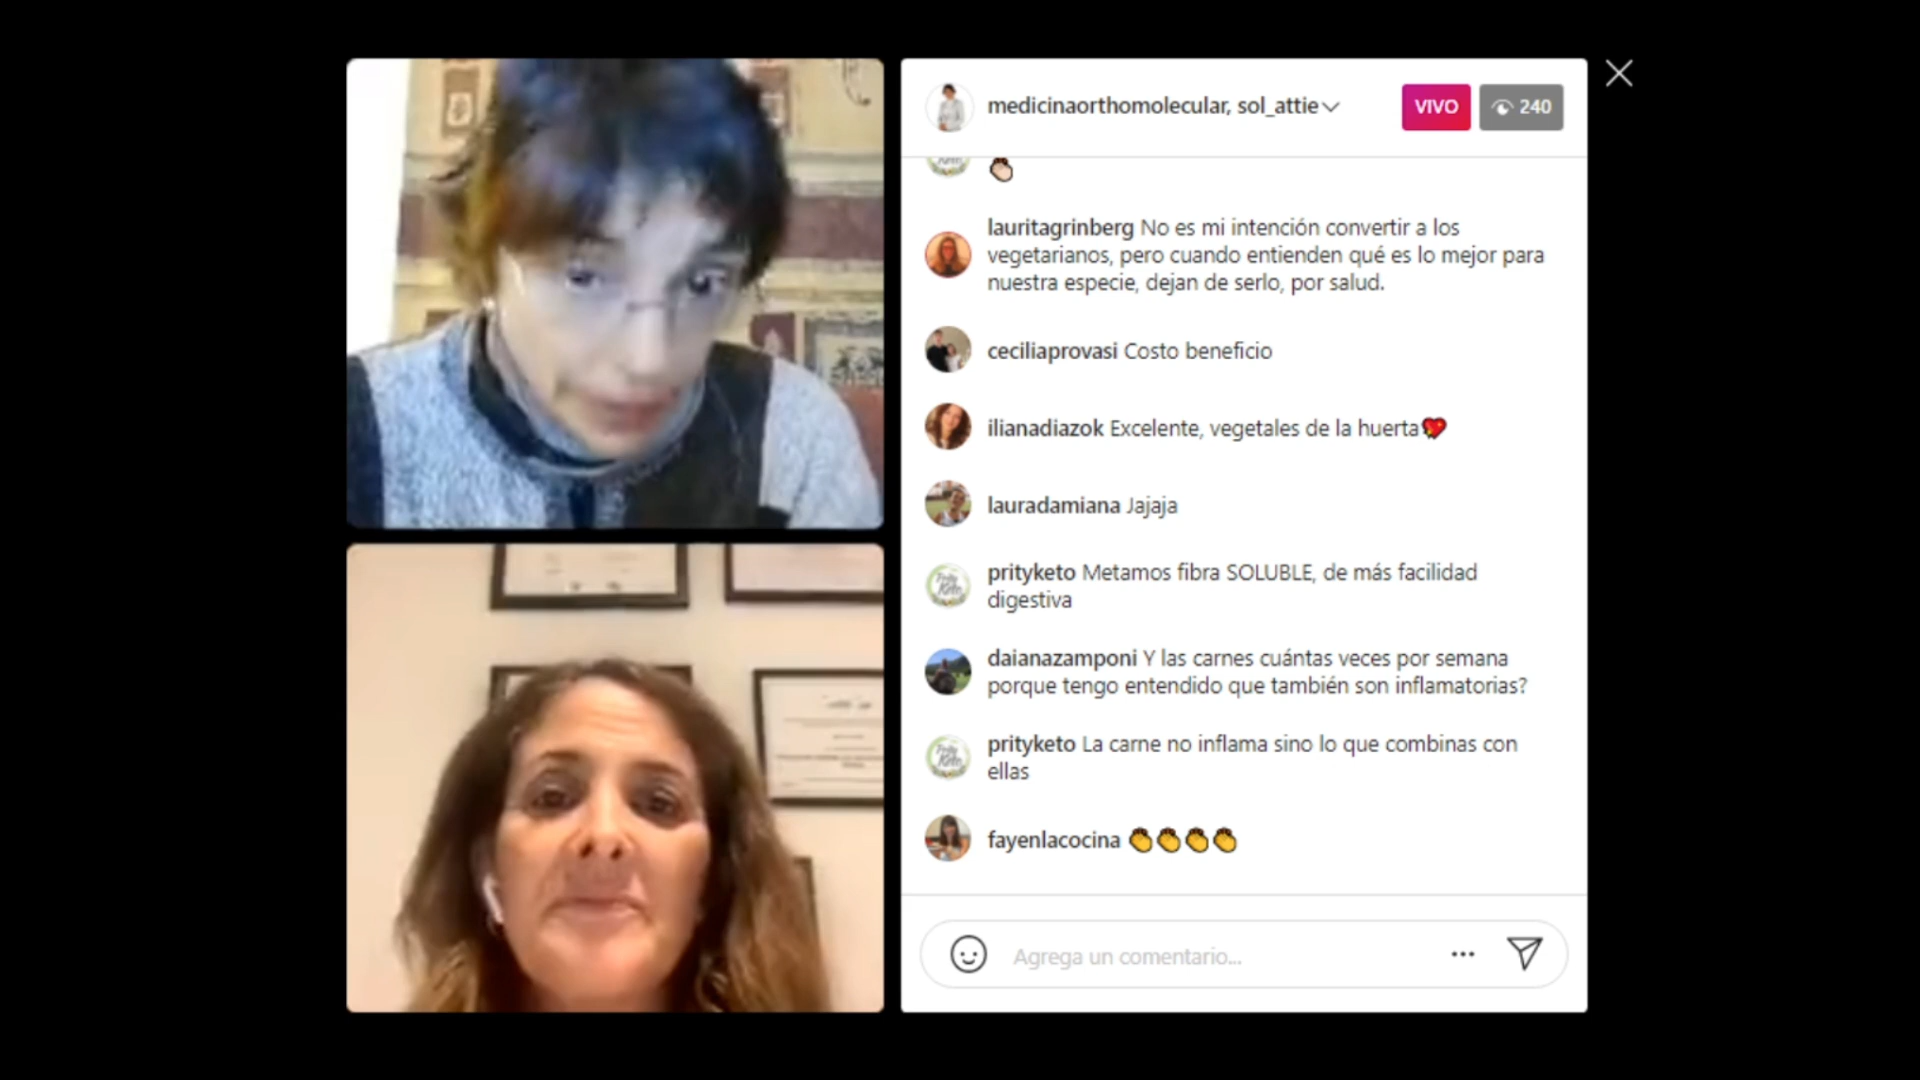 medicinaorthomolecular, sol_attie
VIVO
240
lauritagrinberg No es mi intención convertir a los
vegetarianos, pero cuando entienden qué es lo mejor para
nuestra especie, dejan de serlo, por salud.
ceciliaprovasi Costo beneficio
ilianadiazok Excelente, vegetales de la huerta💖
lauradamiana Jajaja
prityketo Metamos fibra SOLUBLE, de más facilidad
digestiva
daianazamponi Y las carnes cuántas veces por semana
porque tengo entendido que también son inflamatorias?
prityketo La carne no inflama sino lo que combinas con
ellas
fayenlacocina 👏👏👏👏
Agrega un comentario...